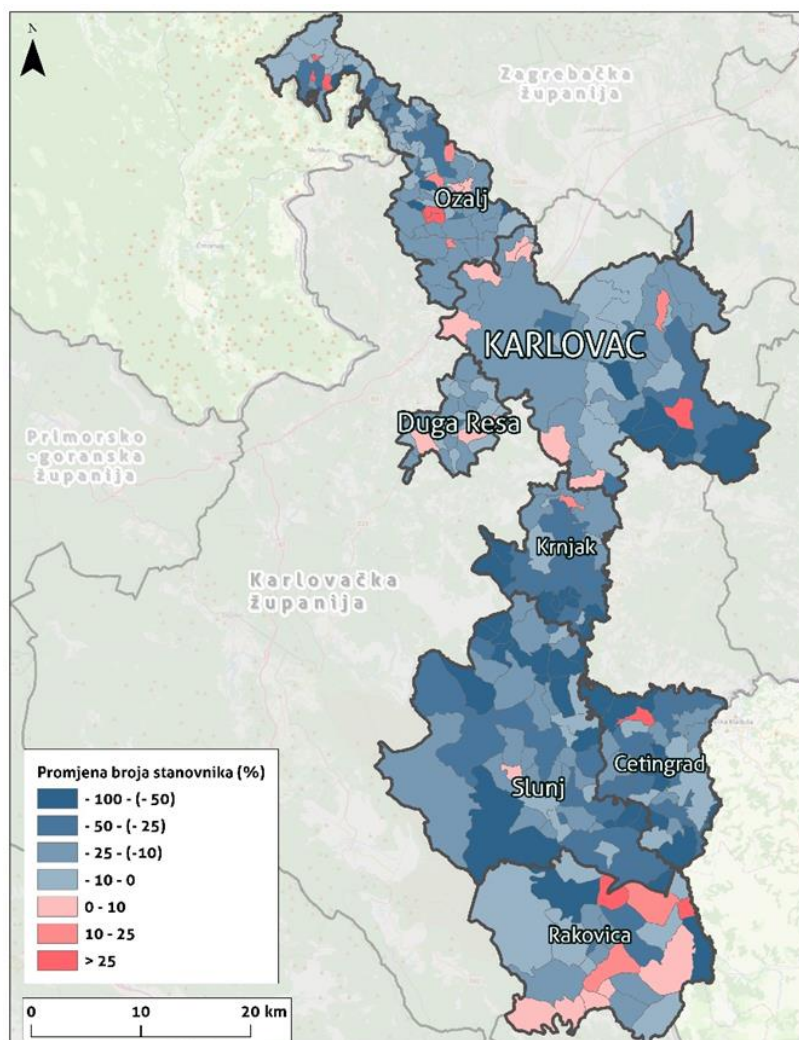 N
Zagrebačka
županija
Ozalj
KARLOVAC
Duga Resa
Primorsko
-goranska
županija
Krnjak
Karlovačka
županija
Cetingrad
Slunj
Rakovica
Promjena broja stanovnika (%)
- 100 - (- 50)
- 50 - (- 25)
- 25 - (-10)
- 10 - 0
0 - 10
10 - 25
> 25
0 10 20 km